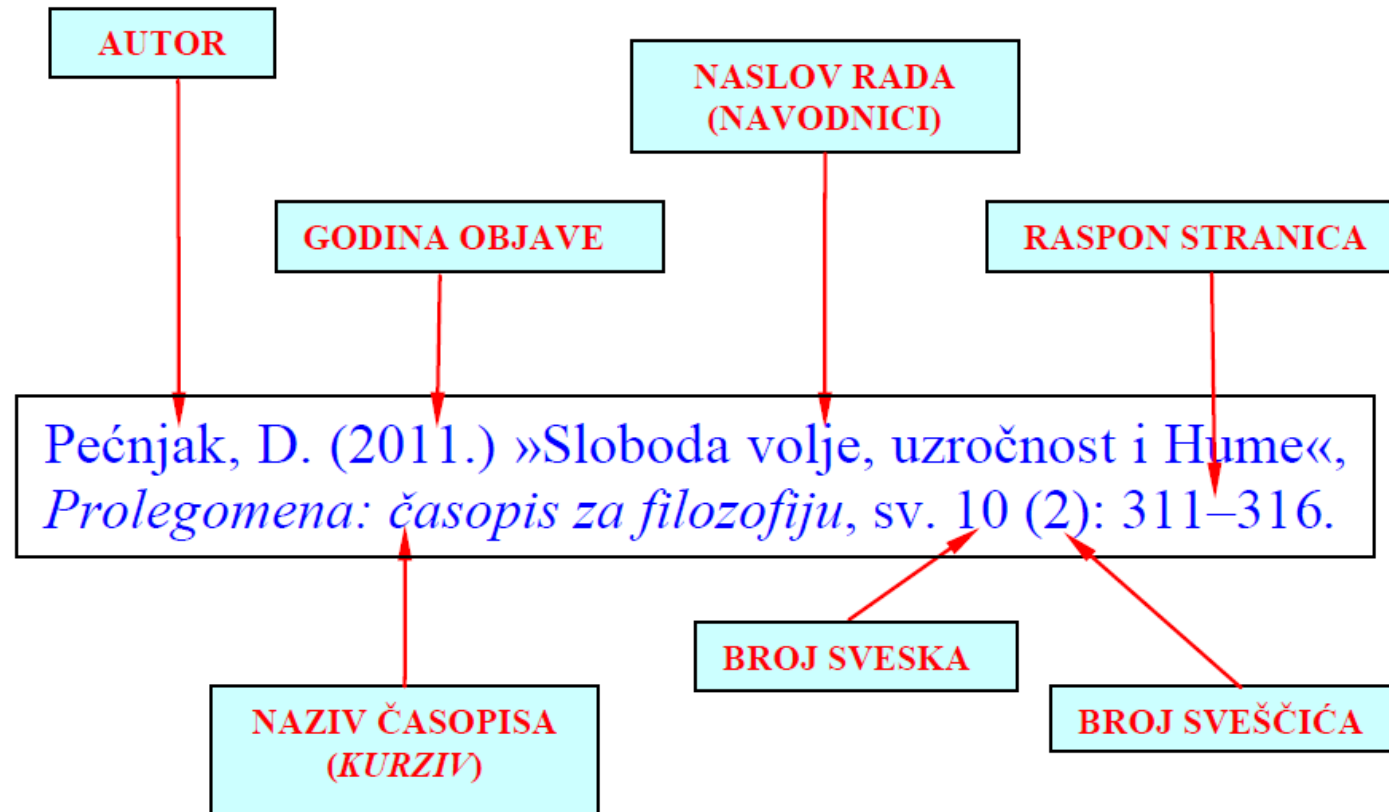 AUTOR
NASLOV RADA
(NAVODNICI)
GODINA OBJAVE
RASPON STRANICA
Pećnjak, D. (2011.) »Sloboda volje, uzročnost i Hume«,
Prolegomena: časopis za filozofiju, sv. 10 (2): 311–316.
BROJ SVESKA
NAZIV ČASOPISA
(KURZIV)
BROJ SVEŠČIĆA